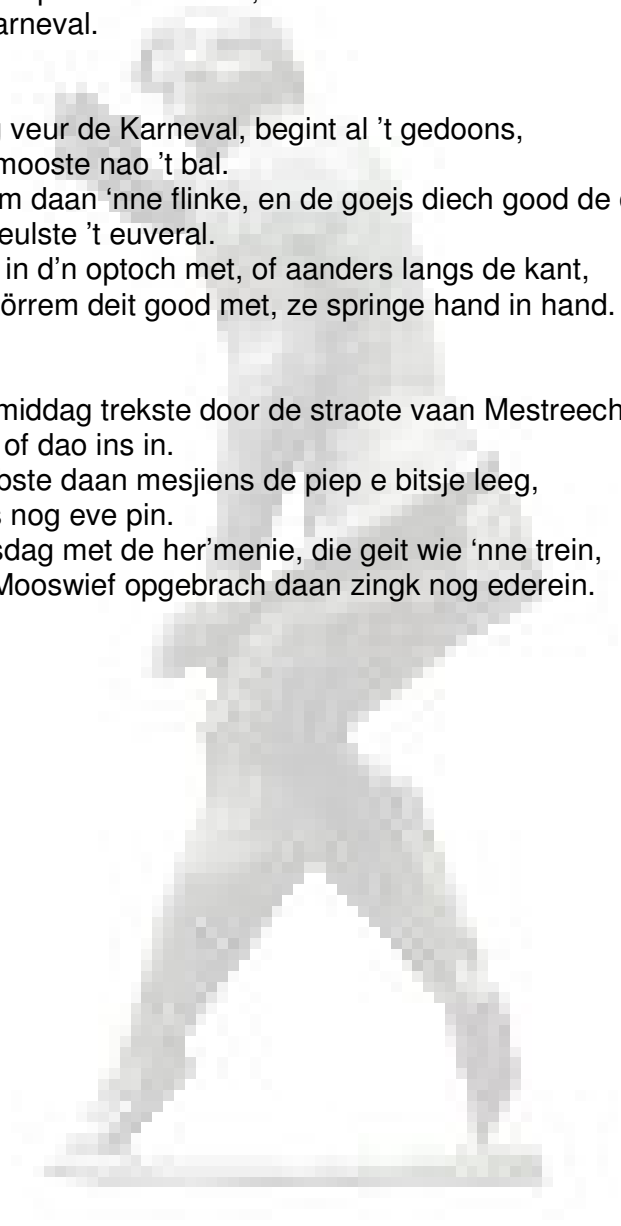 arneval.
veur de Karneval, begint al ’t gedoons,
mooste nao ’t bal.
m daan ‘nne flinke, en de goejs diech good de
eulste ’t euveral.
in d’n optoch met, of aanders langs de kant,
örrem deit good met, ze springe hand in hand.
middag trekste door de straote vaan Mestreech
of dao ins in.
oste daan mesjiens de piep e bitsje leeg,
s nog eve pin.
sdag met de her’menie, die geit wie ‘nne trein,
Mooswief opgebrach daan zingk nog ederein.